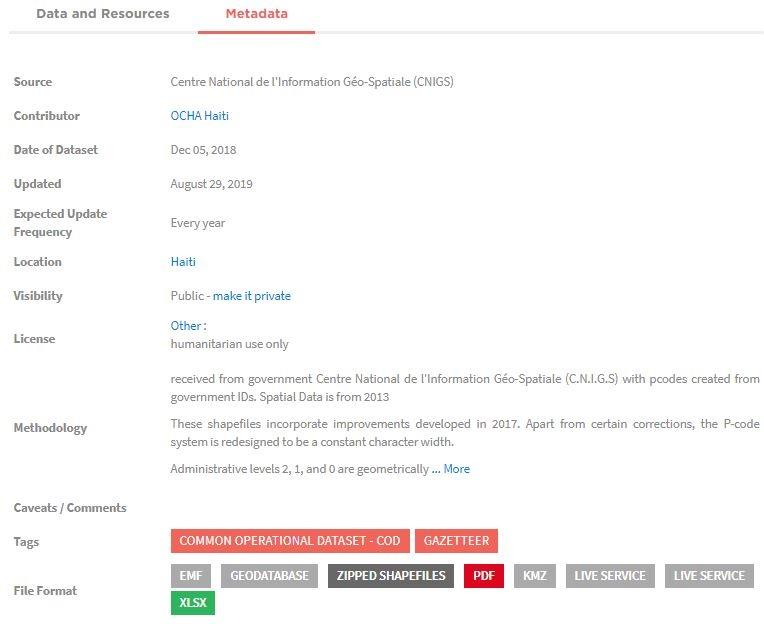 Data and Resources Metadata
Source Centre National de l'Information Géo-Spatiale (CNIGS)
Contributor OCHA Haiti
Date of Dataset Dec 05, 2018
Updated August 29, 2019
Expected Update Frequency Every year
Location Haiti
Visibility Public - make it private
License Other :
humanitarian use only
Methodology received from government Centre National de l'Information Géo-Spatiale (C.N.I.G.S) with pcodes created from
government IDs. Spatial Data is from 2013
These shapefiles incorporate improvements developed in 2017. Apart from certain corrections, the P-code
system is redesigned to be a constant character width.
Administrative levels 2, 1, and 0 are geometrically ... More
Caveats / Comments
Tags COMMON OPERATIONAL DATASET - COD GAZETTEER
File Format EMF GEODATABASE ZIPPED SHAPEFILES PDF KMZ LIVE SERVICE LIVE SERVICE
XLSX